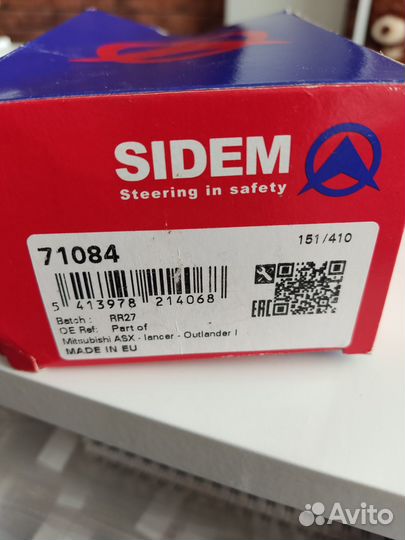 SIDEM
Steering in safety
71084
151/410
5 413978 214068
Batch : RR27
OE Ref: Part of
Mitsubishi ASX - lancer - Outlander I
MADE IN EU
EAC
Avito